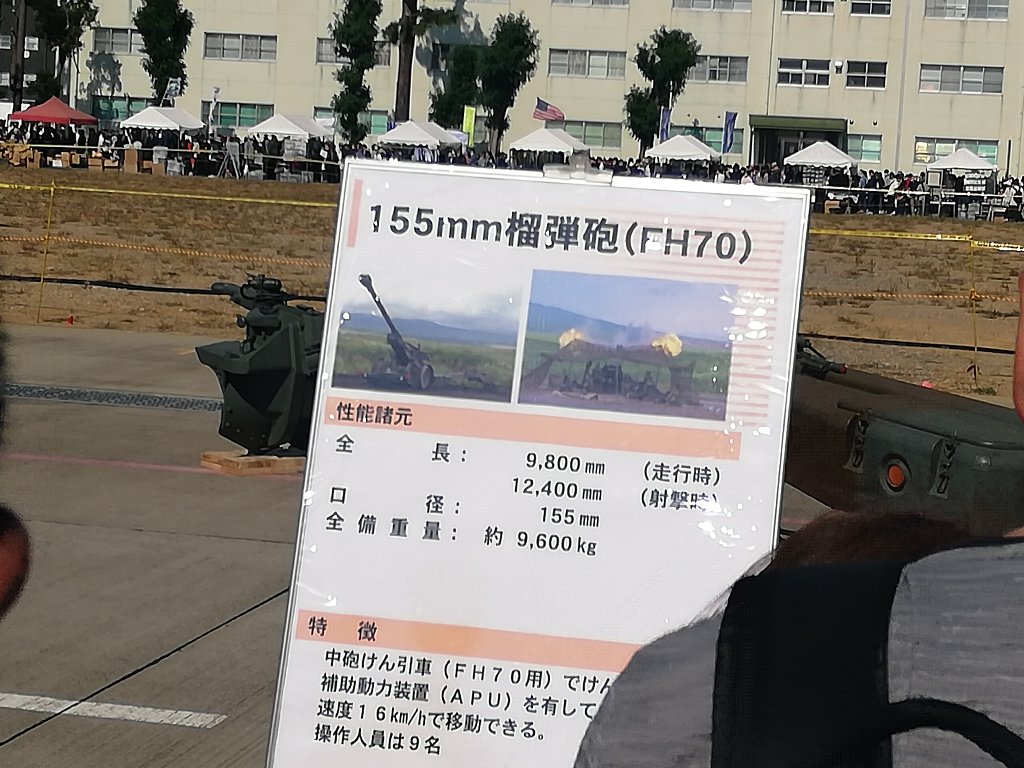 155mm榴弾砲(FH70)
性能諸元
全長： 9,800㎜ (走行時)
12,400㎜ (射撃時)
口径： 155㎜
全備重量： 約 9,600㎏
特徴
中砲けん引車（ＦＨ７０用）でけん
補助動力装置（ＡＰＵ）を有して
速度１６km/hで移動できる。
操作人員は９名